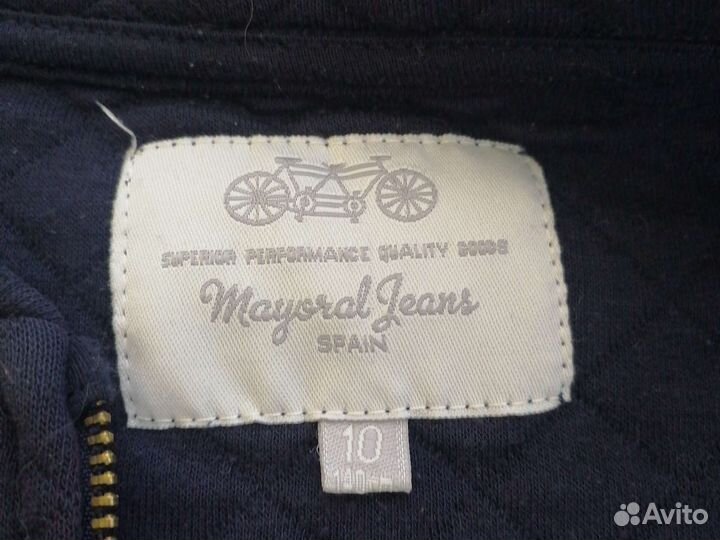 SUPERIOR PERFORMANCE QUALITY GOODS
Mayoral Jeans
SPAIN
10
Avito